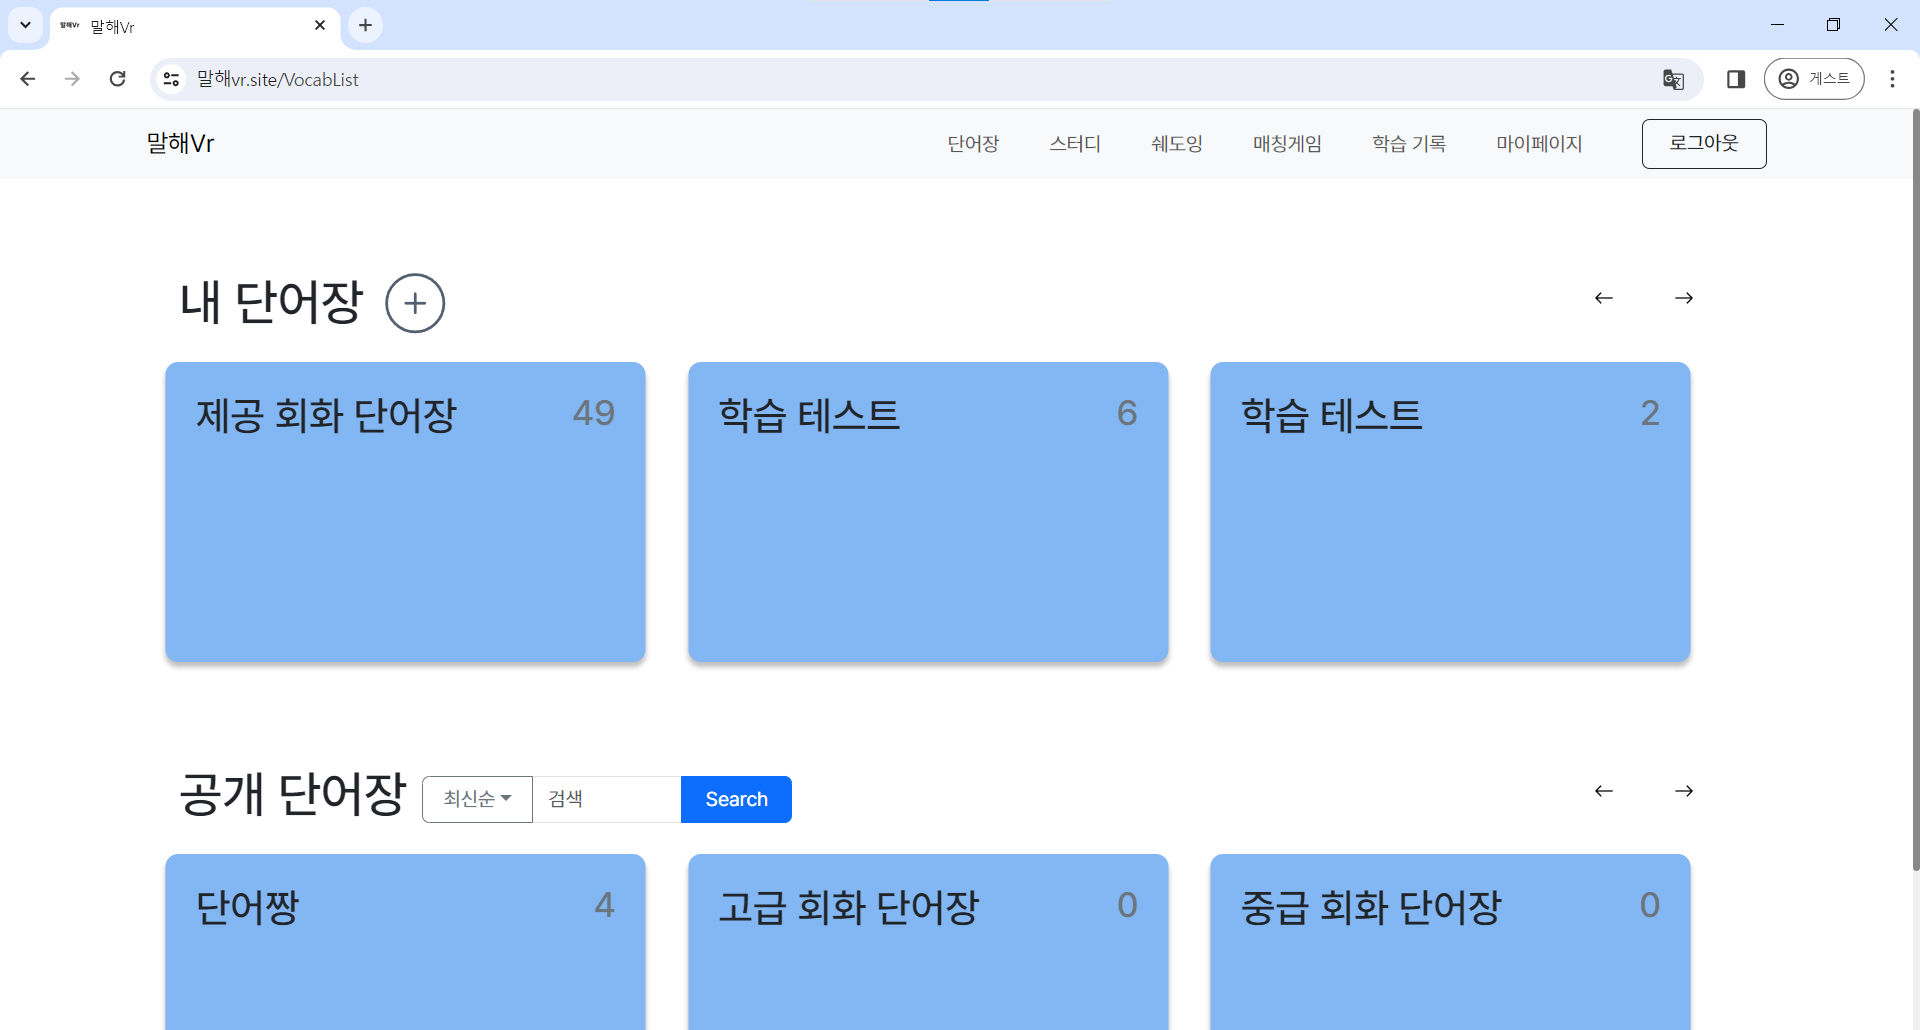 말해Vr
말해vr.site/VocabList
게스트
말해Vr
단어장 스터디 쉐도잉 매칭게임 학습 기록 마이페이지 로그아웃
내 단어장
제공 회화 단어장 49
학습 테스트 6
학습 테스트 2
공개 단어장 최신순 검색 Search
단어짱 4
고급 회화 단어장 0
중급 회화 단어장 0